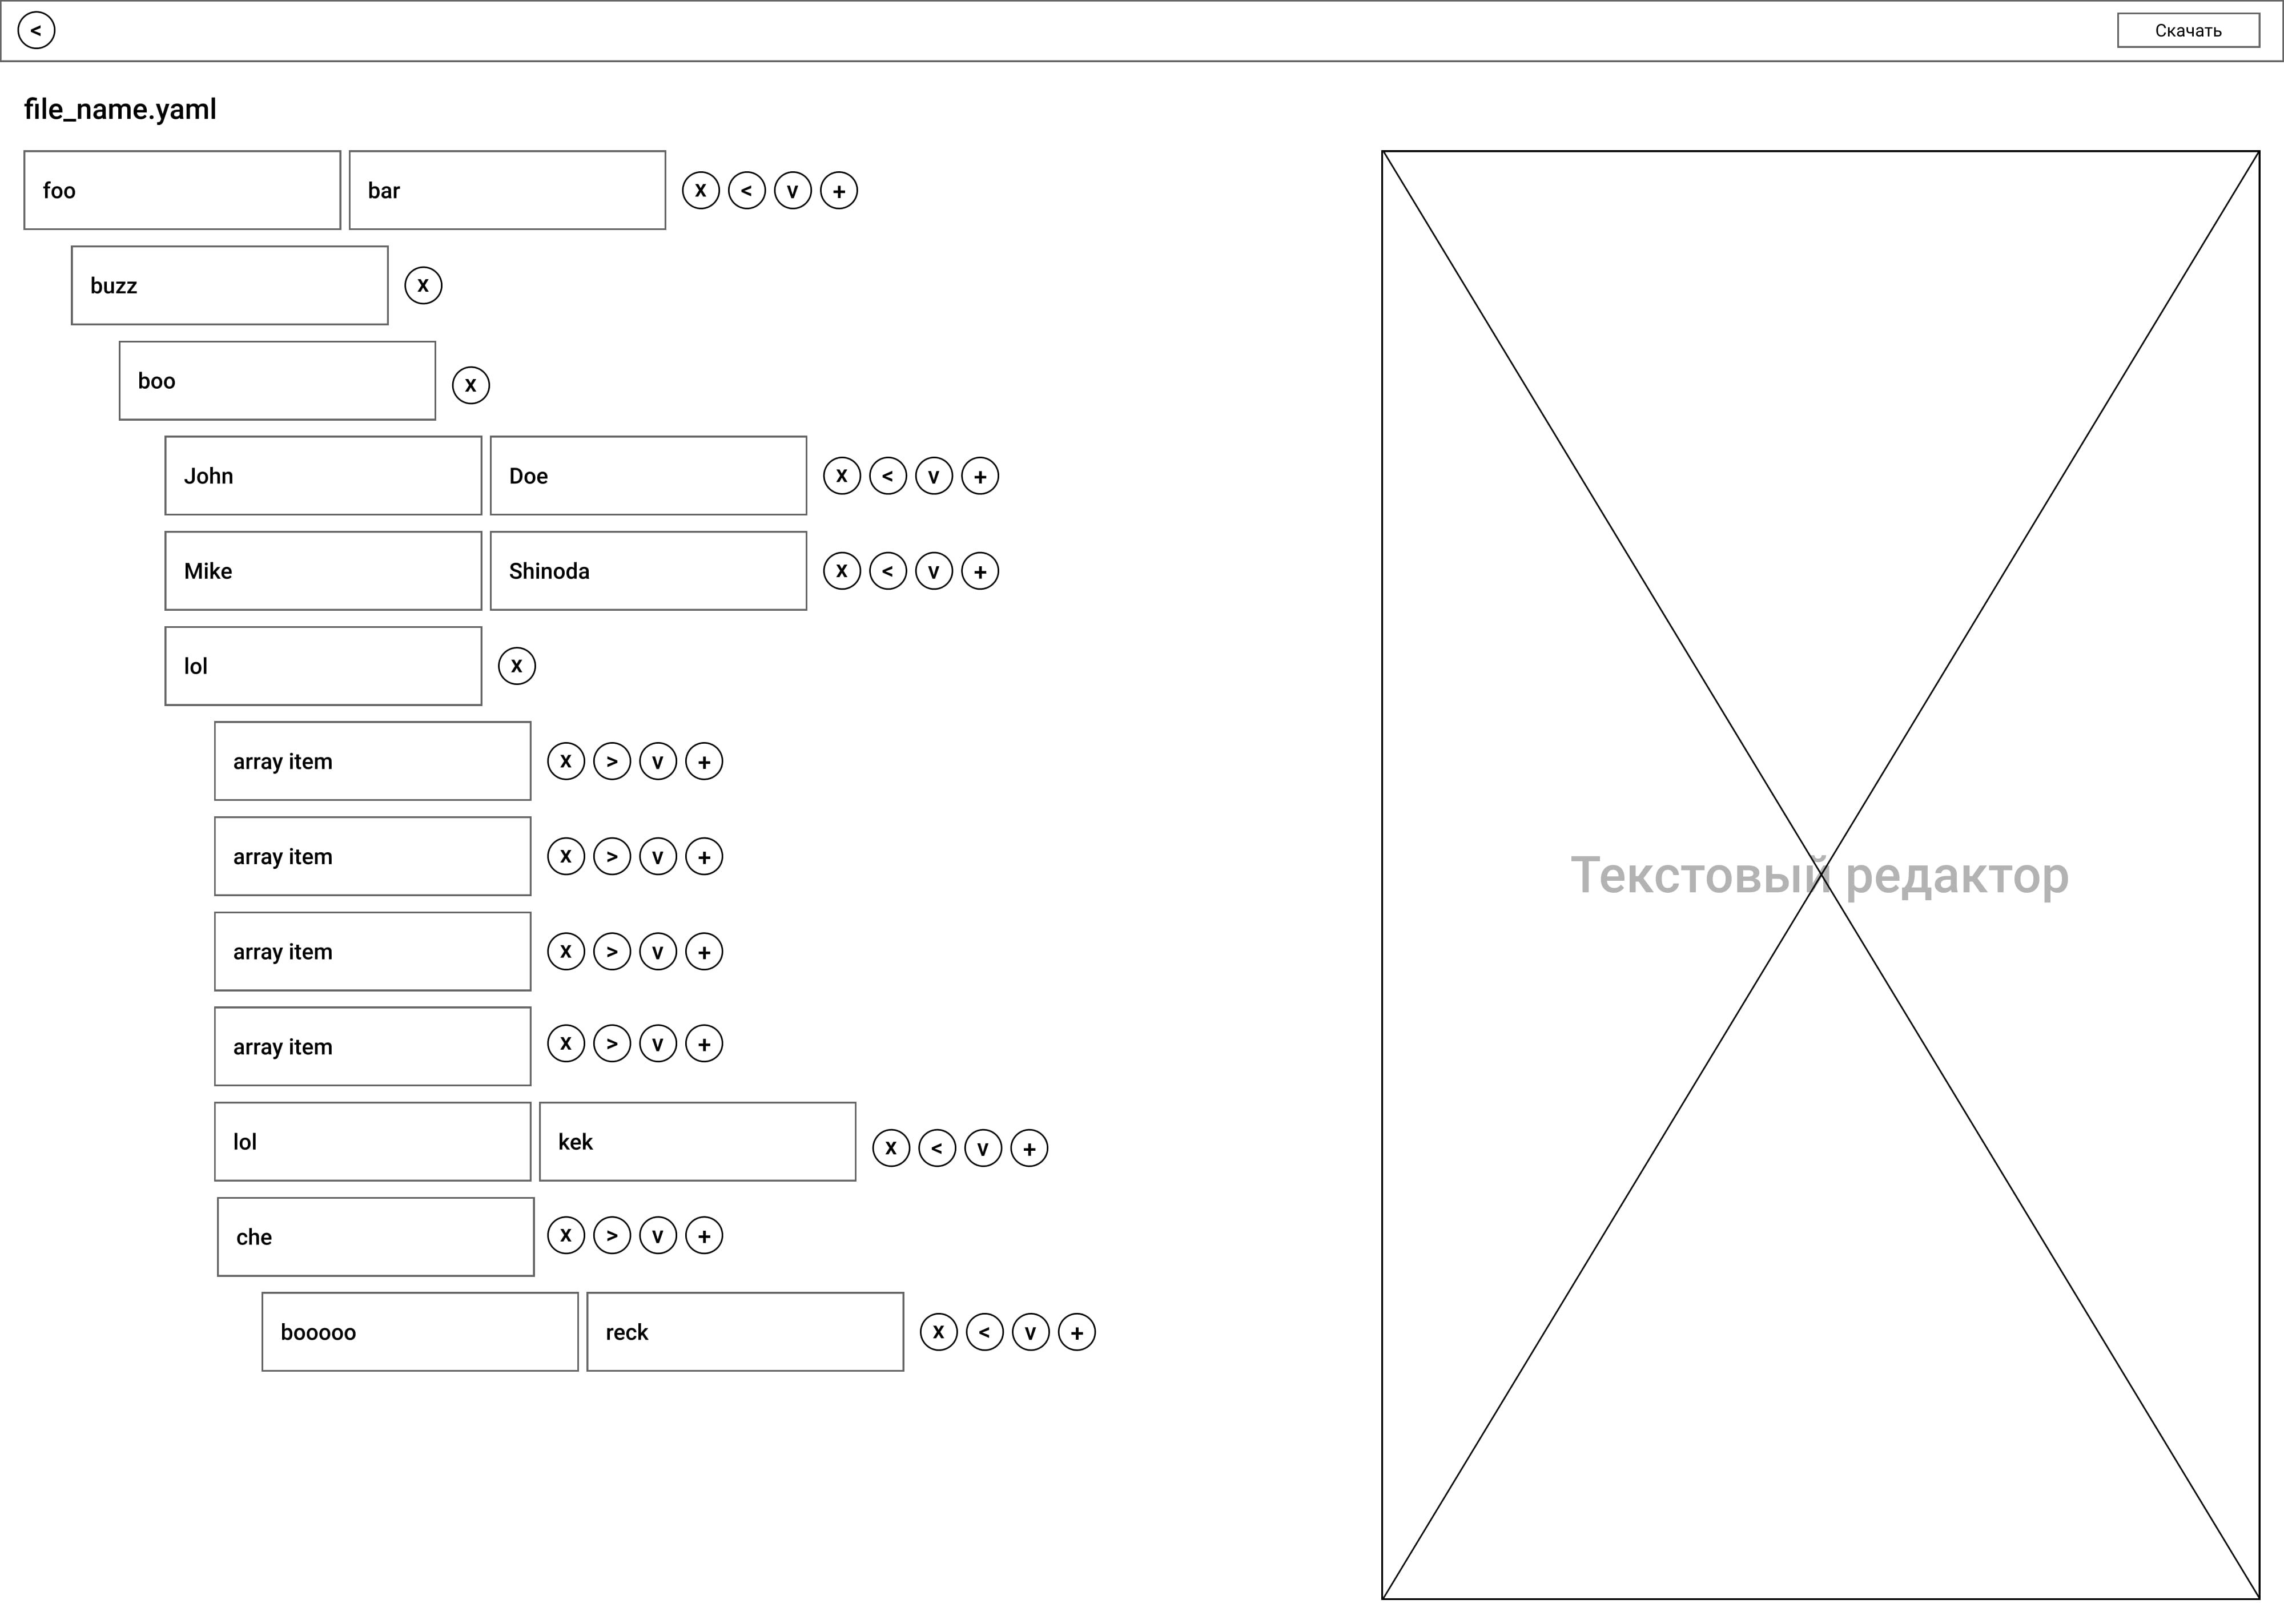 < Скачать
file_name.yaml
foo bar X < v +
buzz X
boo X
John Doe X < v +
Mike Shinoda X < v +
lol X
array item X > v +
array item X > v +
array item X > v +
array item X > v +
lol kek X < v +
che X > v +
booooo reck X < v +
Текстовый редактор